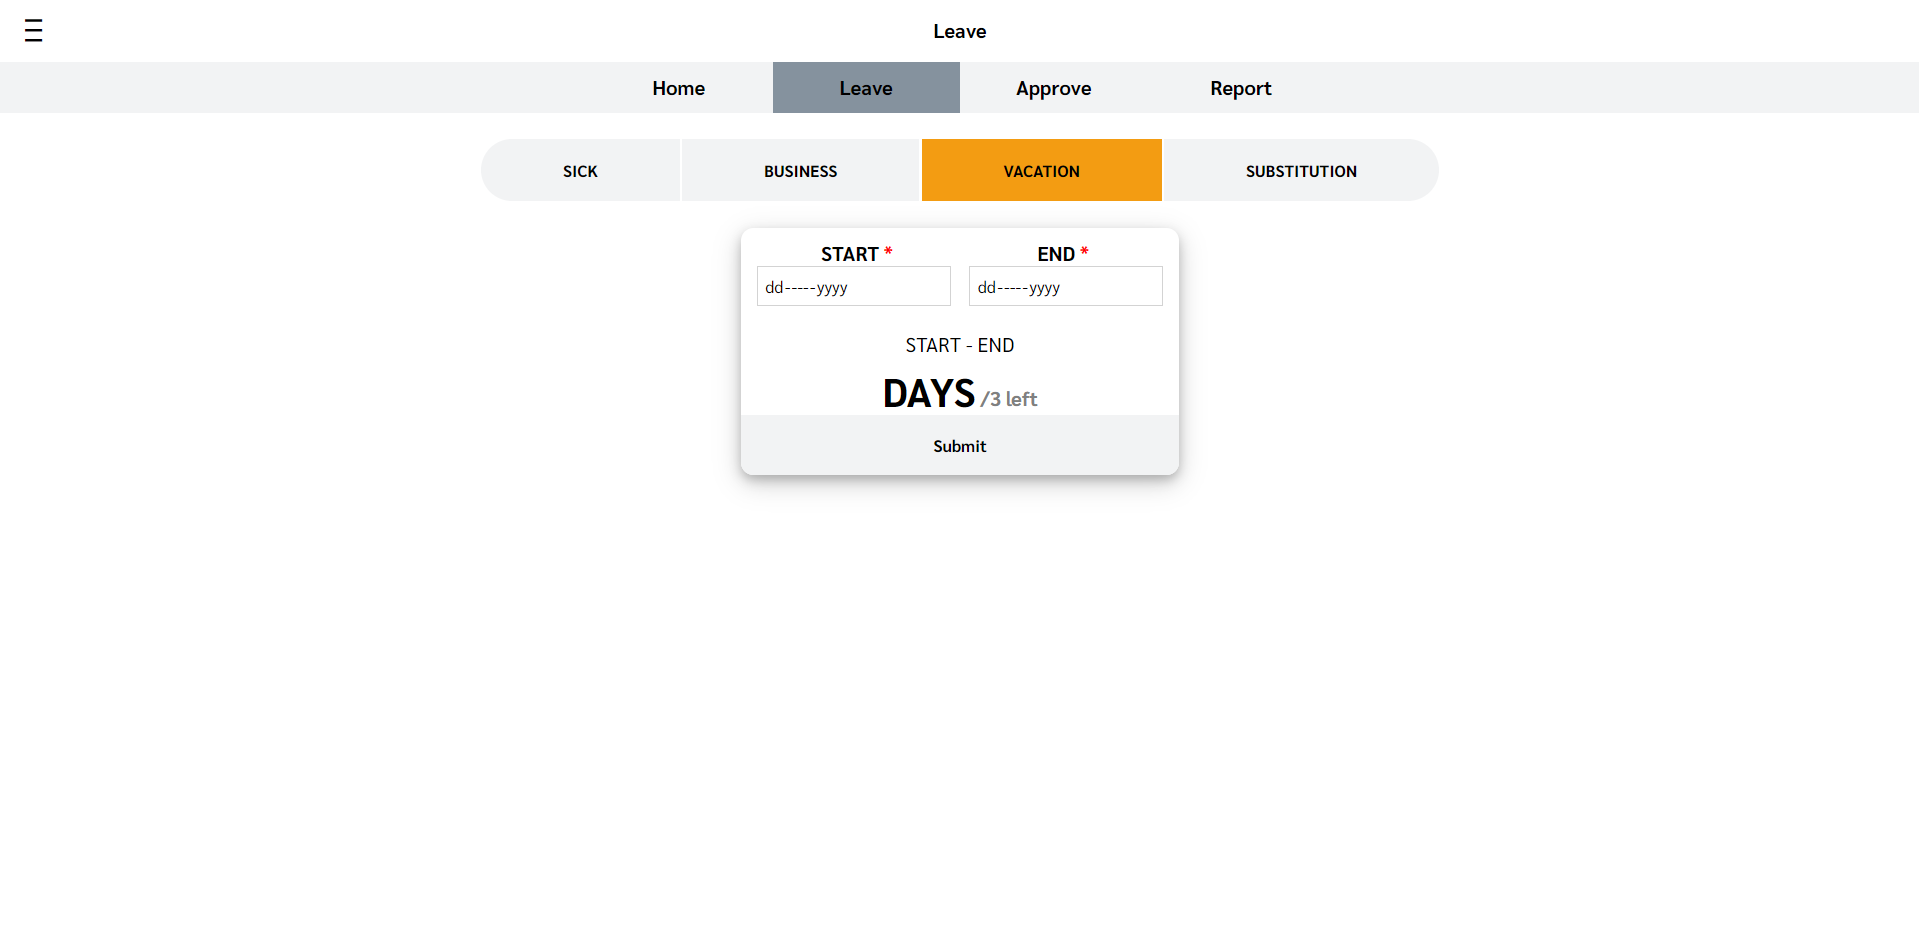 Leave
Home Leave Approve Report
SICK BUSINESS VACATION SUBSTITUTION
START * END *
dd-----yyyy dd-----yyyy
START - END
DAYS /3 left
Submit